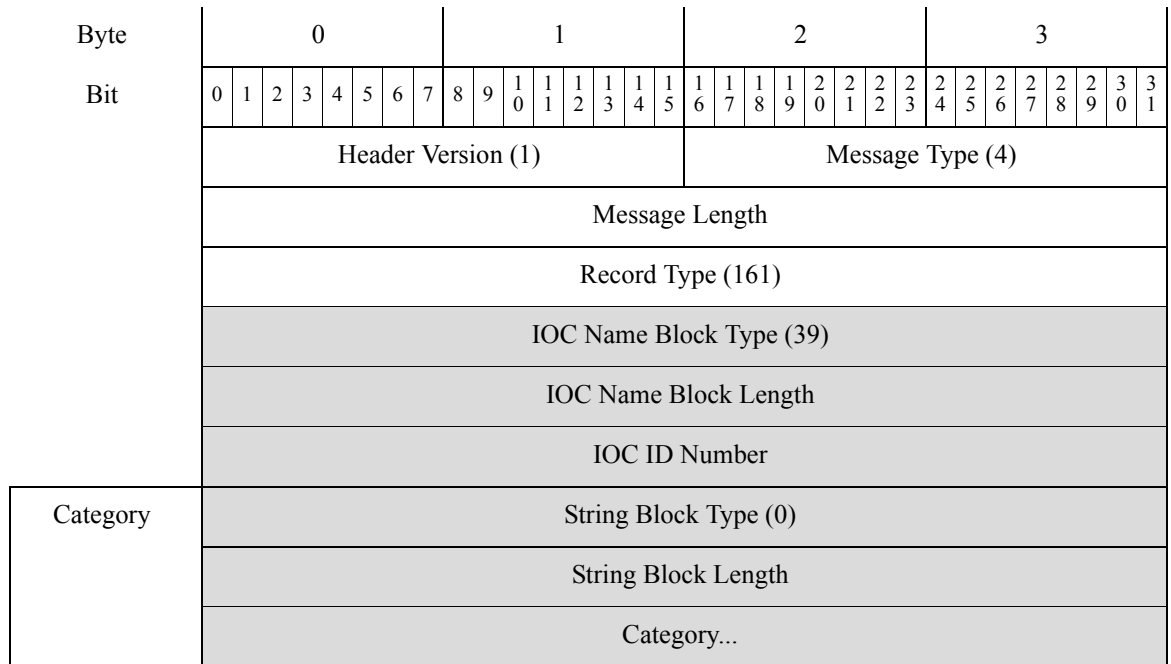 Byte 0 1 2 3
Bit 0 1 2 3 4 5 6 7 8 9 10 11 12 13 14 15 16 17 18 19 20 21 22 23 24 25 26 27 28 29 30 31
Header Version (1) Message Type (4)
Message Length
Record Type (161)
IOC Name Block Type (39)
IOC Name Block Length
IOC ID Number
Category String Block Type (0)
String Block Length
Category...